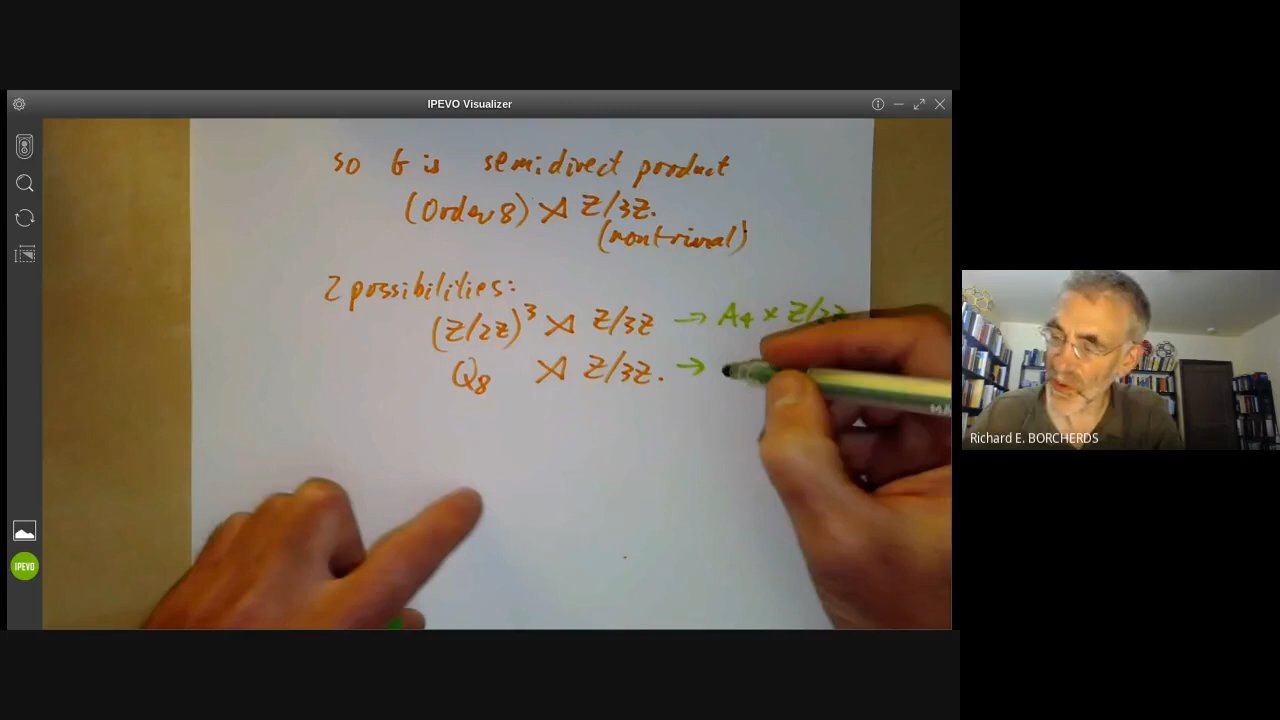 IPEVO Visualizer
so G is semidirect product
(Order 8) ⋊ Z/3Z.
(nontrivial)
2 possibilities:
(Z/2Z)³ ⋊ Z/3Z → A₄ × Z/2Z
Q₈ ⋊ Z/3Z. →
IPEVO
Richard E. BORCHERDS